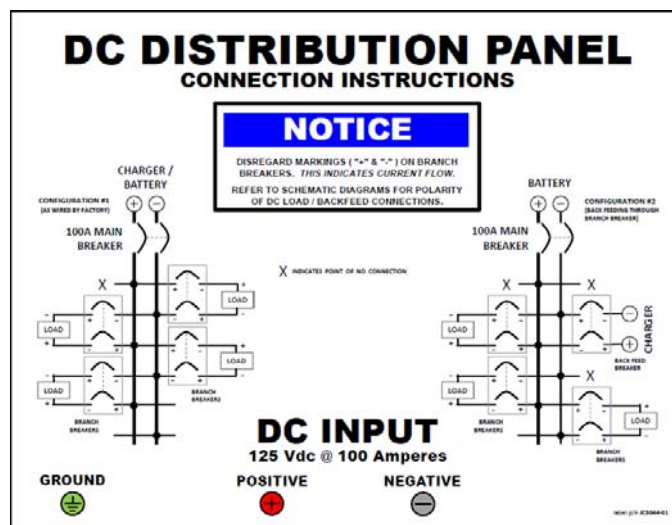 DC DISTRIBUTION PANEL
CONNECTION INSTRUCTIONS
NOTICE
DISREGARD MARKINGS ( "+" & "-" ) ON BRANCH
BREAKERS. THIS INDICATES CURRENT FLOW.
REFER TO SCHEMATIC DIAGRAMS FOR POLARITY
OF DC LOAD / BACKFEED CONNECTIONS.
CHARGER /
BATTERY
CONFIGURATION #1
(AS WIRED BY FACTORY)
+ -
100A MAIN
BREAKER
X
LOAD
LOAD
LOAD
LOAD
BRANCH
BREAKERS
BRANCH
BREAKERS
X INDICATES POINT OF NO CONNECTION
BATTERY
+ -
CONFIGURATION #2
(BACK FEEDING THROUGH
BRANCH BREAKER)
100A MAIN
BREAKER
X
X
LOAD
CHARGER
- 
+
BACK FEED
BREAKER
LOAD
X
LOAD
BRANCH
BREAKERS
BRANCH
BREAKERS
DC INPUT
125 Vdc @ 100 Amperes
GROUND
POSITIVE
NEGATIVE
+
-